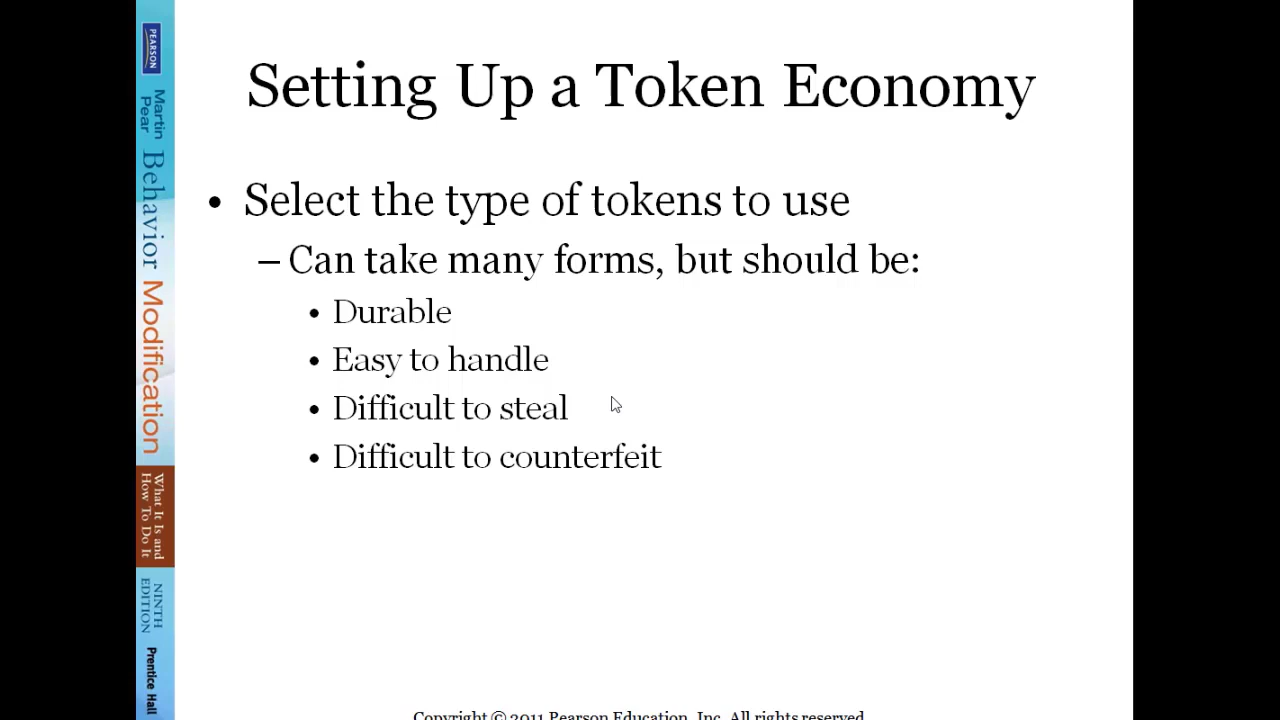 Setting Up a Token Economy
• Select the type of tokens to use
– Can take many forms, but should be:
• Durable
• Easy to handle
• Difficult to steal
• Difficult to counterfeit
PEARSON
Martin
Pear
Behavior Modification
What It Is and
How To Do It
NINTH
EDITION
Prentice Hall
Copyright © 2011 Pearson Education, Inc. All rights reserved